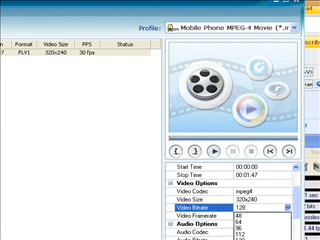 Profile: Mobile Phone MPEG-4 Movie (*.m
Format Video Size FPS Status
FLV1 320x240 30 fps
Start Time 00:00:00
Stop Time 00:01:47
Video Options
Video Codec mpeg4
Video Size 320x240
Video Bitrate 128
Video Framerate 48
64
Audio Options 96
Audio Codec 112